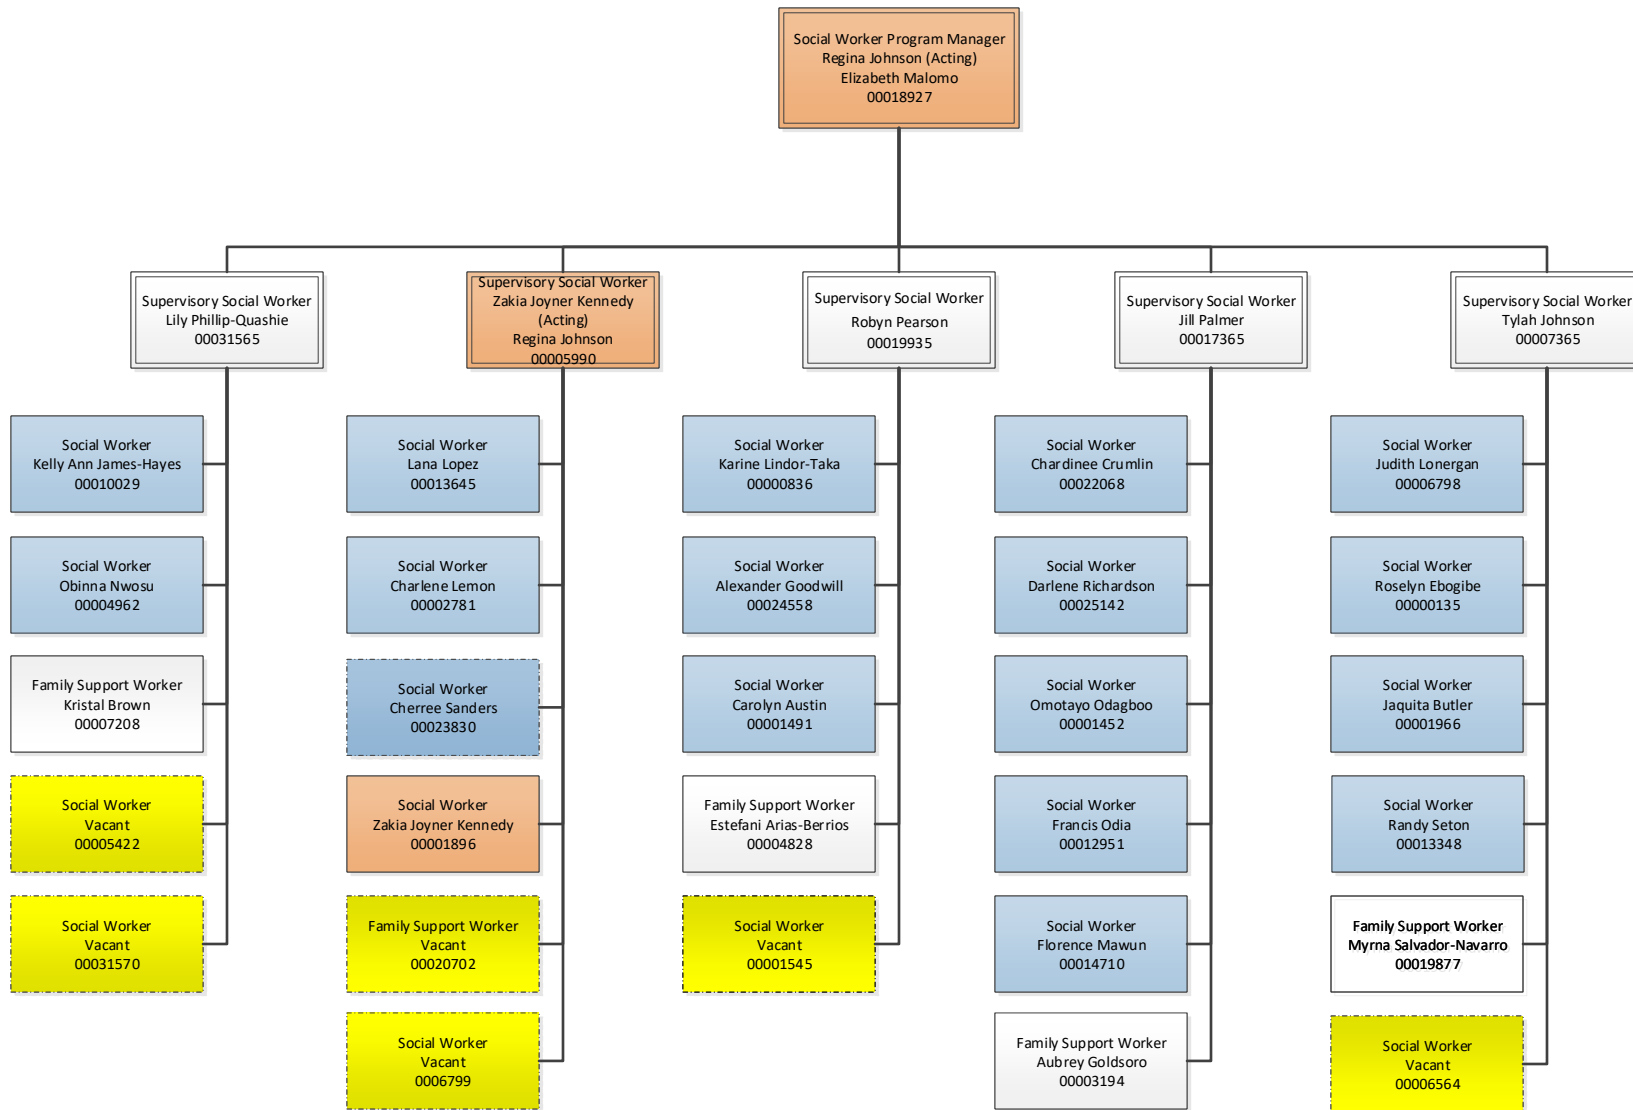 Social Worker Program Manager
Regina Johnson (Acting)
Elizabeth Malomo
00018927
Supervisory Social Worker
Lily Phillip-Quashie
00031565
Supervisory Social Worker
Zakia Joyner Kennedy
(Acting)
Regina Johnson
00005990
Supervisory Social Worker
Robyn Pearson
00019935
Supervisory Social Worker
Jill Palmer
00017365
Supervisory Social Worker
Tylah Johnson
00007365
Social Worker
Kelly Ann James-Hayes
00010029
Social Worker
Obinna Nwosu
00004962
Family Support Worker
Kristal Brown
00007208
Social Worker
Vacant
00005422
Social Worker
Vacant
00031570
Social Worker
Lana Lopez
00013645
Social Worker
Charlene Lemon
00002781
Social Worker
Cherree Sanders
00023830
Social Worker
Zakia Joyner Kennedy
00001896
Family Support Worker
Vacant
00020702
Social Worker
Vacant
0006799
Social Worker
Karine Lindor-Taka
00000836
Social Worker
Alexander Goodwill
00024558
Social Worker
Carolyn Austin
00001491
Family Support Worker
Estefani Arias-Berrios
00004828
Social Worker
Vacant
00001545
Social Worker
Chardinee Crumlin
00022068
Social Worker
Darlene Richardson
00025142
Social Worker
Omotayo Odagboo
00001452
Social Worker
Francis Odia
00012951
Social Worker
Florence Mawun
00014710
Family Support Worker
Aubrey Goldsoro
00003194
Social Worker
Judith Lonergan
00006798
Social Worker
Roselyn Ebogibe
00000135
Social Worker
Jaquita Butler
00001966
Social Worker
Randy Seton
00013348
Family Support Worker
Myrna Salvador-Navarro
00019877
Social Worker
Vacant
00006564